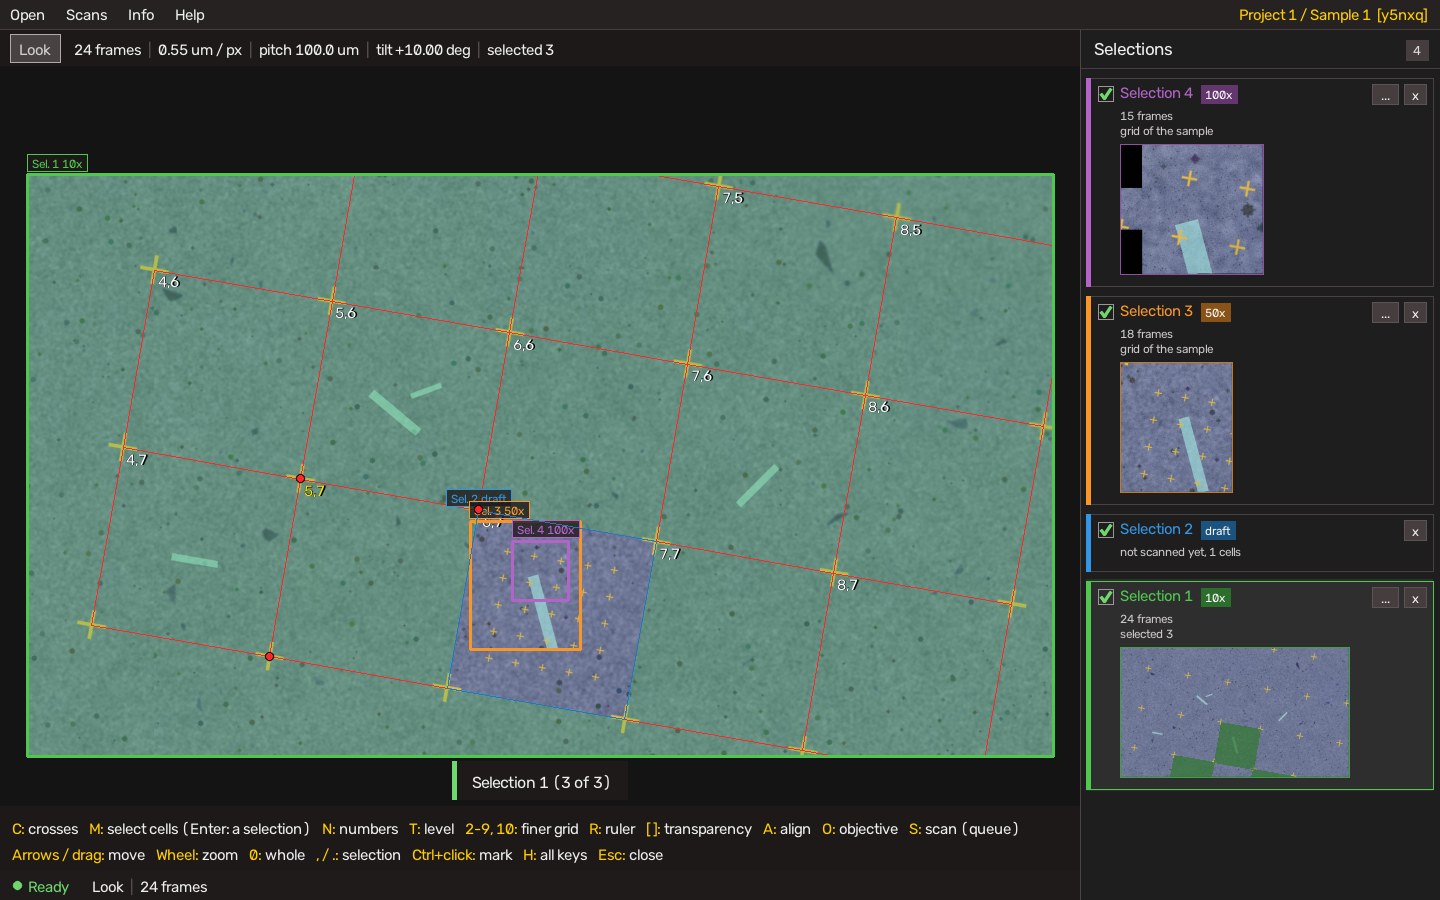 Open Scans Info Help Project 1 / Sample 1 [y5nxq]
Look 24 frames 0.55 um / px pitch 100.0 um tilt +10.00 deg selected 3
Sel. 1 10x
7,5
8,5
4,6
5,6
6,6
7,6
8,6
4,7
5,7
Sel. 2 draft
Sel. 3 50x
6,7
Sel. 4 100x
7,7
8,7
Selection 1 (3 of 3)
C: crosses M: select cells (Enter: a selection) N: numbers T: level 2-9, 10: finer grid R: ruler []: transparency A: align O: objective S: scan (queue)
Arrows / drag: move Wheel: zoom 0: whole , / .: selection Ctrl+click: mark H: all keys Esc: close
Ready Look 24 frames
Selections 4
Selection 4 100x ... x
15 frames
grid of the sample
Selection 3 50x ... x
18 frames
grid of the sample
Selection 2 draft x
not scanned yet, 1 cells
Selection 1 10x ... x
24 frames
selected 3